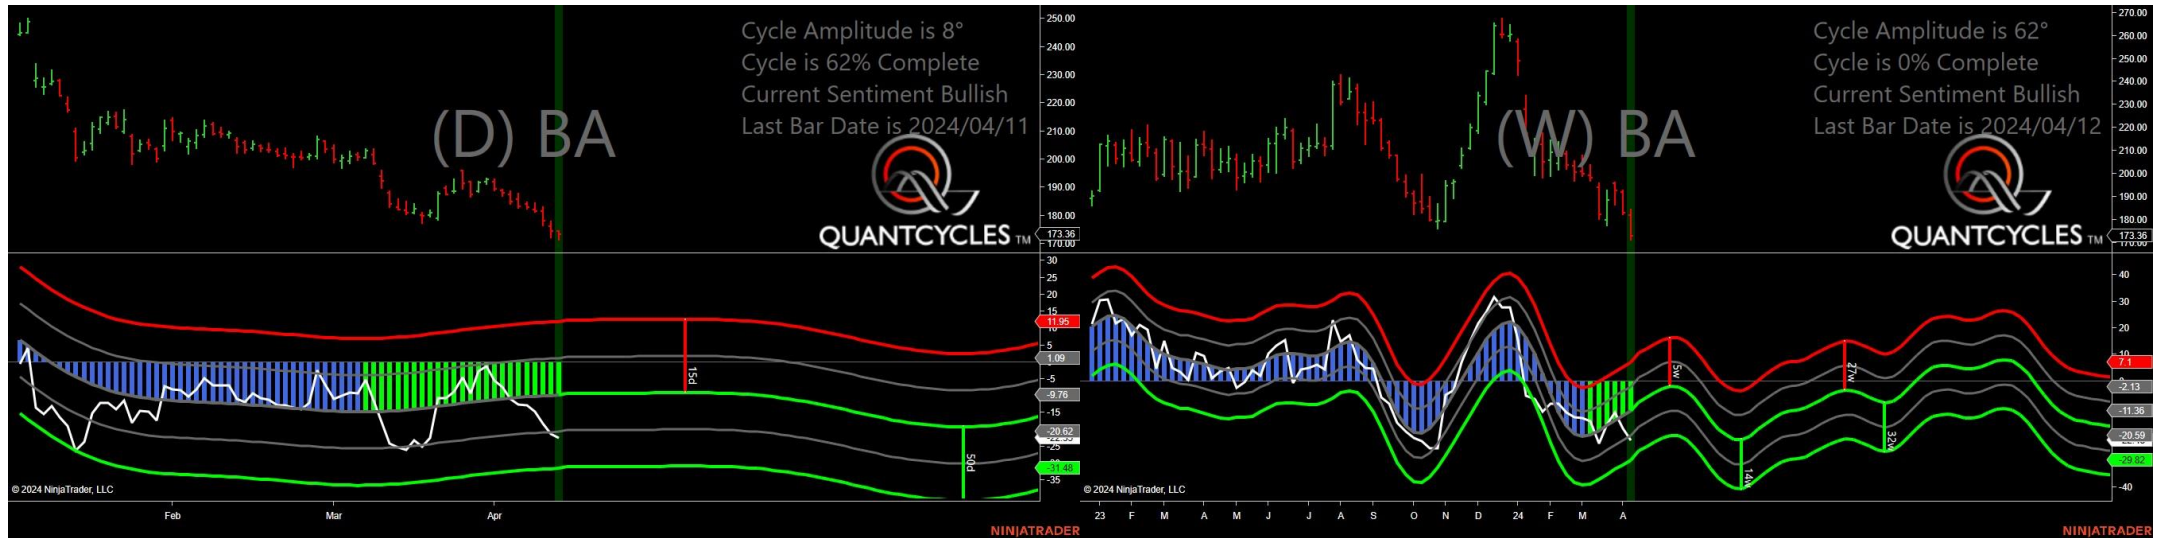 Cycle Amplitude is 8°
Cycle is 62% Complete
Current Sentiment Bullish
Last Bar Date is 2024/04/11
(D) BA
QUANTCYCLES TM
250.00
240.00
230.00
220.00
210.00
200.00
190.00
180.00
173.36
170.00
30
25
20
15
11.95
10
5
1.09
-5
-9.76
-15
-20.62
-25
-31.48
-35
15d
50d
© 2024 NinjaTrader, LLC
Feb
Mar
Apr
NINJATRADER
Cycle Amplitude is 62°
Cycle is 0% Complete
Current Sentiment Bullish
Last Bar Date is 2024/04/12
(W) BA
QUANTCYCLES TM
270.00
260.00
250.00
240.00
230.00
220.00
210.00
200.00
190.00
180.00
173.36
40
30
20
10
7.1
-2.13
-11.36
-20.59
-29.82
-40
5w
14w
27w
32w
© 2024 NinjaTrader, LLC
23 F M A M J J A S O N D 24 F M A
NINJATRADER